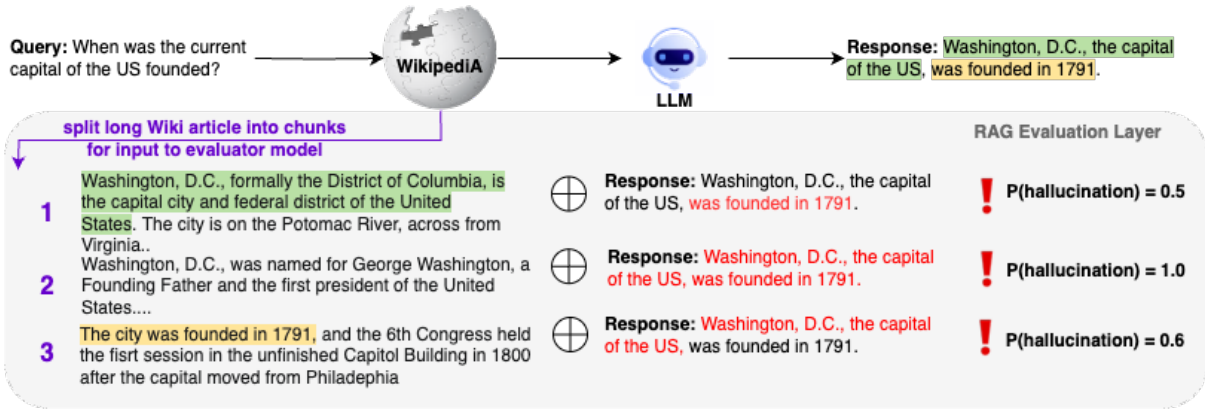 Query: When was the current
capital of the US founded?
WikipediA
LLM
Response: Washington, D.C., the capital
of the US, was founded in 1791.
split long Wiki article into chunks
for input to evaluator model
RAG Evaluation Layer
1
Washington, D.C., formally the District of Columbia, is
the capital city and federal district of the United
States. The city is on the Potomac River, across from
Virginia..
Response: Washington, D.C., the capital
of the US, was founded in 1791.
P(hallucination) = 0.5
2
Washington, D.C., was named for George Washington, a
Founding Father and the first president of the United
States....
Response: Washington, D.C., the capital
of the US, was founded in 1791.
P(hallucination) = 1.0
3
The city was founded in 1791, and the 6th Congress held
the fisrt session in the unfinished Capitol Building in 1800
after the capital moved from Philadephia
Response: Washington, D.C., the capital
of the US, was founded in 1791.
P(hallucination) = 0.6